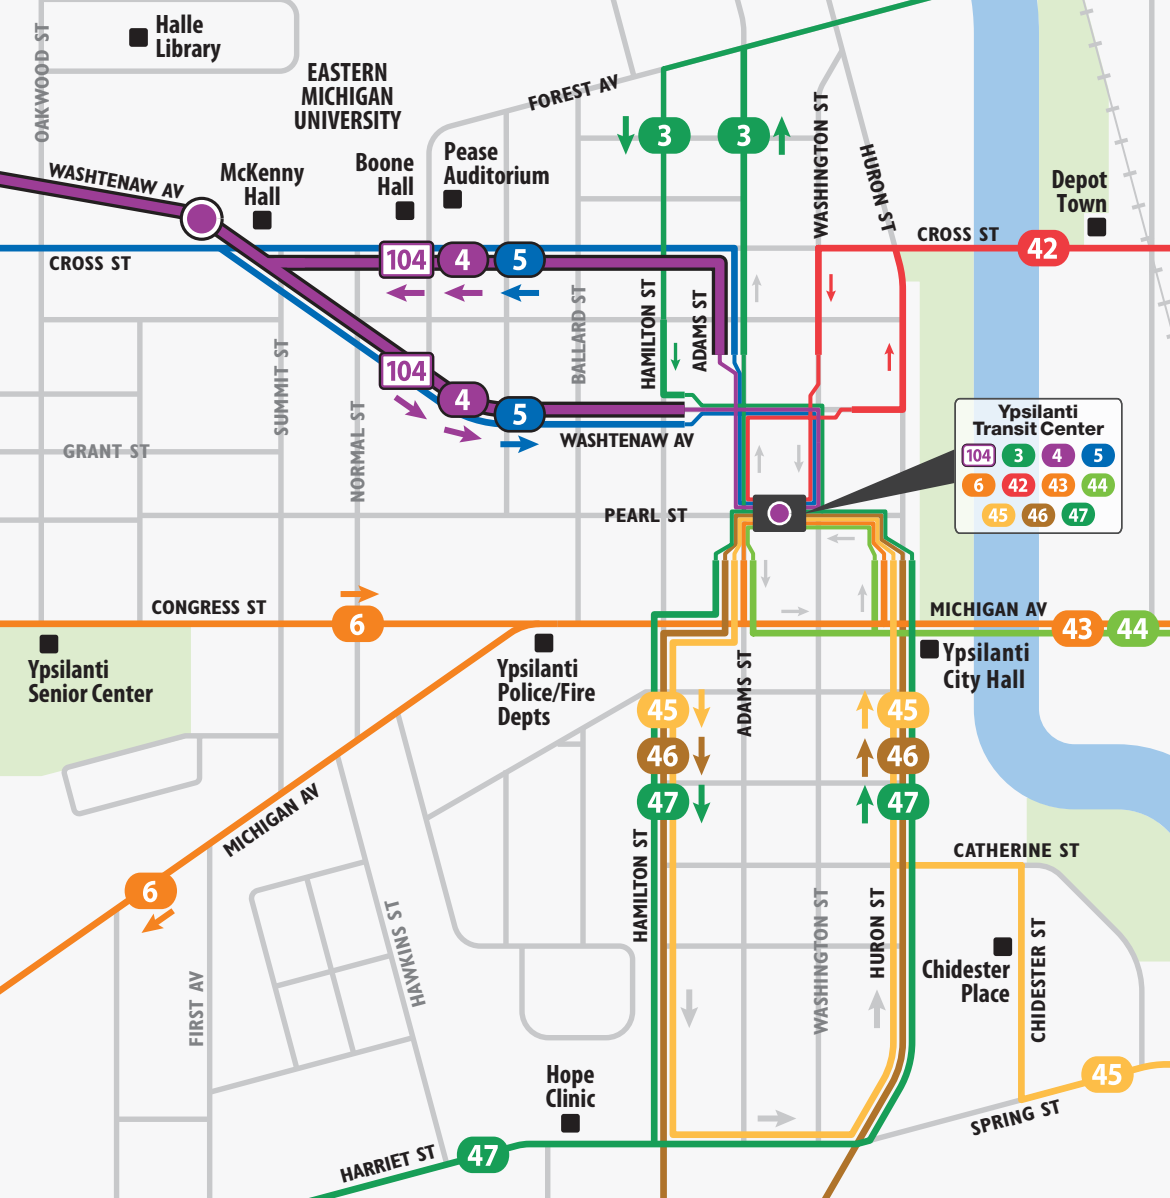 Halle
Library
OAKWOOD ST
EASTERN
MICHIGAN
UNIVERSITY
FOREST AV
3
3
WASHINGTON ST
HURON ST
WASHTENAW AV
McKenny
Hall
Boone
Hall
Pease
Auditorium
Depot
Town
CROSS ST
42
CROSS ST
104
4
5
HAMILTON ST
ADAMS ST
BALLARD ST
SUMMIT ST
NORMAL ST
104
4
5
WASHTENAW AV
GRANT ST
Ypsilanti
Transit Center
104
3
4
5
6
42
43
44
45
46
47
PEARL ST
CONGRESS ST
6
MICHIGAN AV
43
44
Ypsilanti
Senior Center
Ypsilanti
Police/Fire
Depts
Ypsilanti
City Hall
ADAMS ST
45
45
46
46
47
47
MICHIGAN AV
6
HAMILTON ST
WASHINGTON ST
HURON ST
CATHERINE ST
Chidester
Place
CHIDESTER ST
HAWKINS ST
FIRST AV
Hope
Clinic
45
SPRING ST
HARRIET ST
47